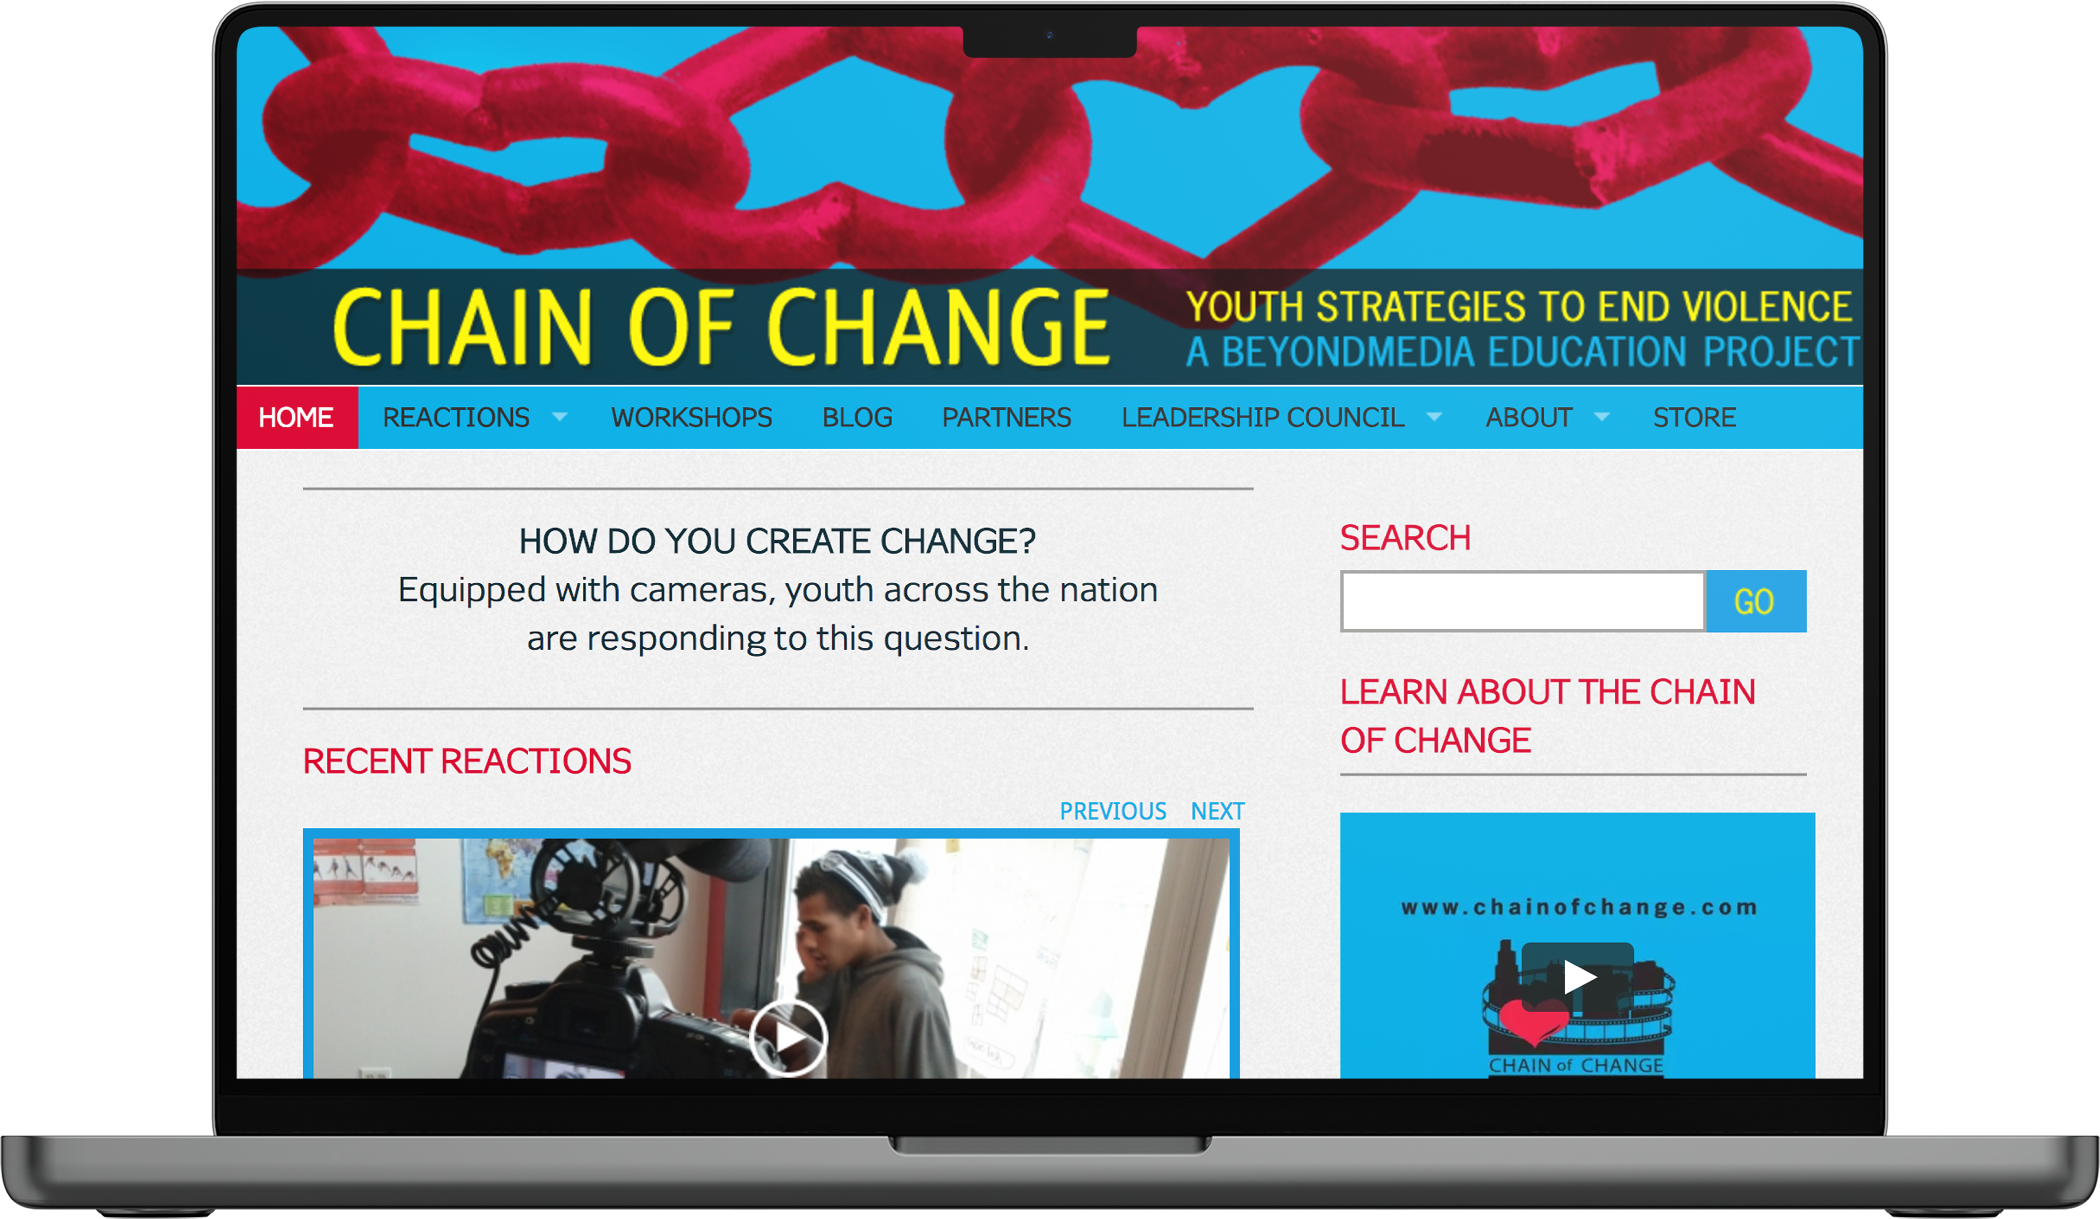 CHAIN OF CHANGE
YOUTH STRATEGIES TO END VIOLENCE
A BEYONDMEDIA EDUCATION PROJECT
HOME REACTIONS WORKSHOPS BLOG PARTNERS LEADERSHIP COUNCIL ABOUT STORE
HOW DO YOU CREATE CHANGE?
Equipped with cameras, youth across the nation
are responding to this question.
RECENT REACTIONS
PREVIOUS NEXT
SEARCH
GO
LEARN ABOUT THE CHAIN
OF CHANGE
www.chainofchange.com
CHAIN of CHANGE